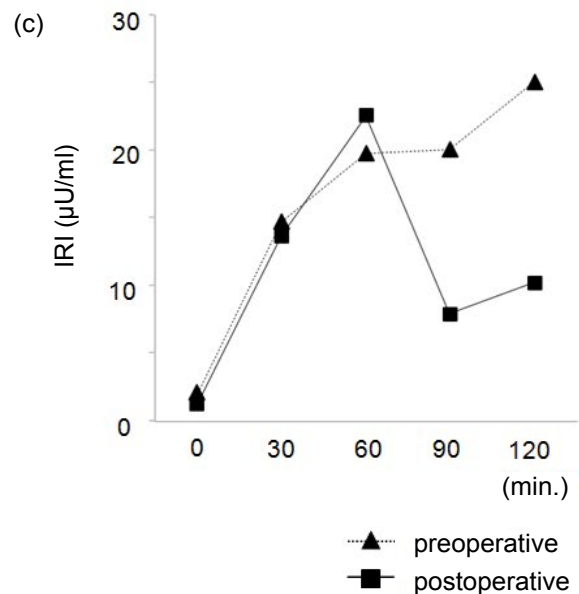 (c)
30
20
10
0
IRI (μU/ml)
0 30 60 90 120
(min.)
preoperative
postoperative